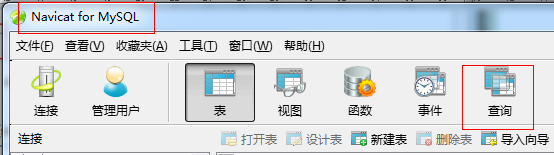 Navicat for MySQL
文件(F) 查看(V) 收藏夹(A) 工具(T) 窗口(W) 帮助(H)
连接 管理用户 表 视图 函数 事件 查询
连接 打开表 设计表 新建表 删除表 导入向导